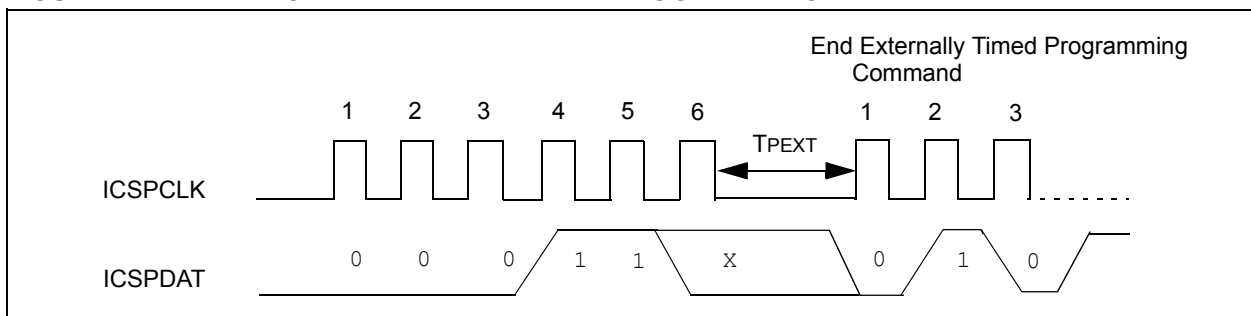 End Externally Timed Programming
Command
1 2 3 4 5 6 1 2 3
TPEXT
ICSPCLK
0 0 0 1 1 X 0 1 0
ICSPDAT